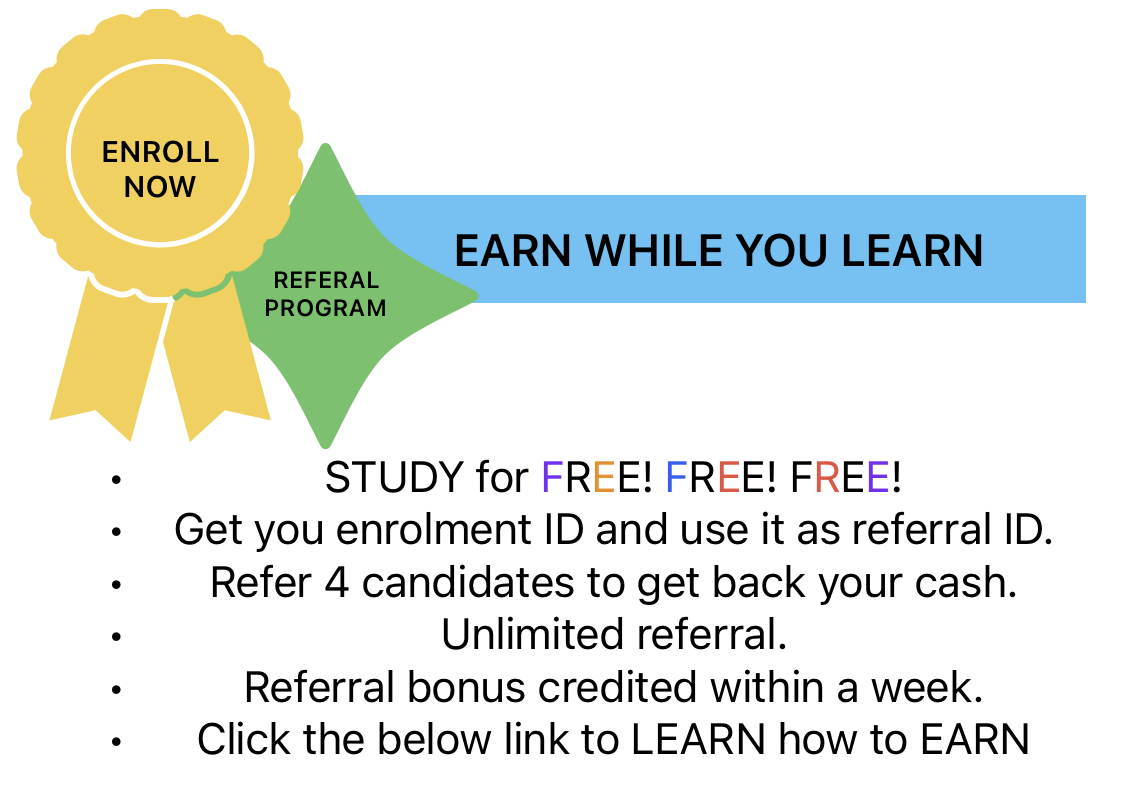 ENROLL
NOW
REFERAL
PROGRAM
EARN WHILE YOU LEARN
• STUDY for FREE! FREE! FREE!
• Get you enrolment ID and use it as referral ID.
• Refer 4 candidates to get back your cash.
• Unlimited referral.
• Referral bonus credited within a week.
• Click the below link to LEARN how to EARN